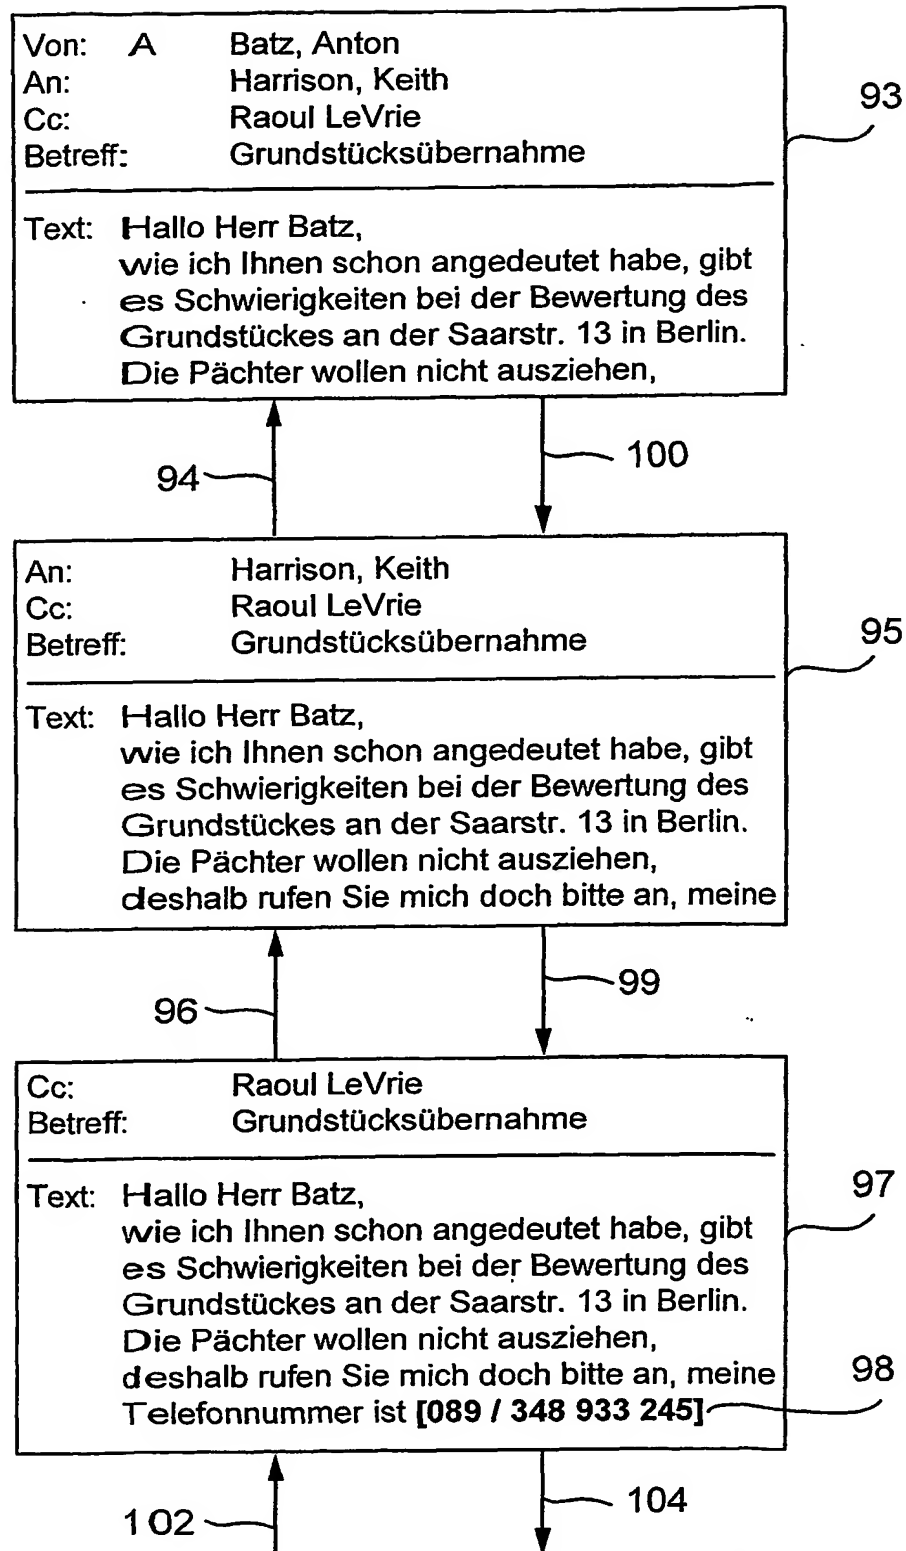 Von: A Batz, Anton
An: Harrison, Keith
Cc: Raoul LeVrie
Betreff: Grundstücksübernahme
93
Text: Hallo Herr Batz,
wie ich Ihnen schon angedeutet habe, gibt
es Schwierigkeiten bei der Bewertung des
Grundstückes an der Saarstr. 13 in Berlin.
Die Pächter wollen nicht ausziehen,
94
100
An: Harrison, Keith
Cc: Raoul LeVrie
Betreff: Grundstücksübernahme
95
Text: Hallo Herr Batz,
wie ich Ihnen schon angedeutet habe, gibt
es Schwierigkeiten bei der Bewertung des
Grundstückes an der Saarstr. 13 in Berlin.
Die Pächter wollen nicht ausziehen,
deshalb rufen Sie mich doch bitte an, meine
96
99
Cc: Raoul LeVrie
Betreff: Grundstücksübernahme
Text: Hallo Herr Batz,
97
wie ich Ihnen schon angedeutet habe, gibt
es Schwierigkeiten bei der Bewertung des
Grundstückes an der Saarstr. 13 in Berlin.
Die Pächter wollen nicht ausziehen,
deshalb rufen Sie mich doch bitte an, meine
98
Telefonnummer ist [089 / 348 933 245]
102
104